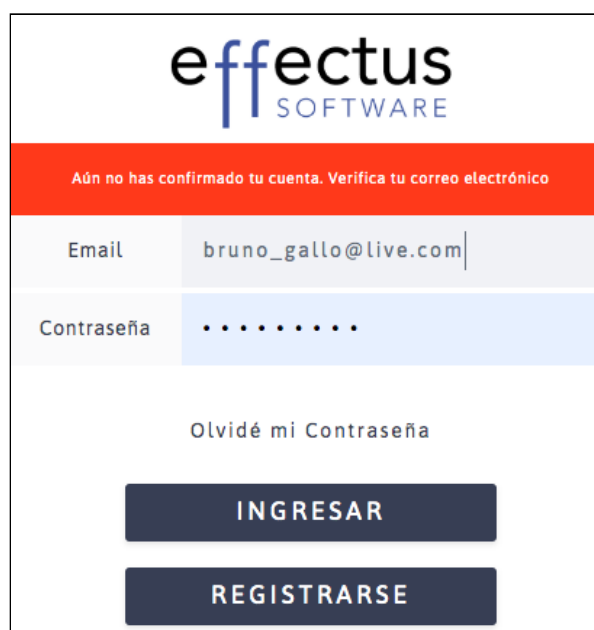 effectus
SOFTWARE
Aún no has confirmado tu cuenta. Verifica tu correo electrónico
Email bruno_gallo@live.com
Contraseña •••••••••
Olvidé mi Contraseña
INGRESAR
REGISTRARSE